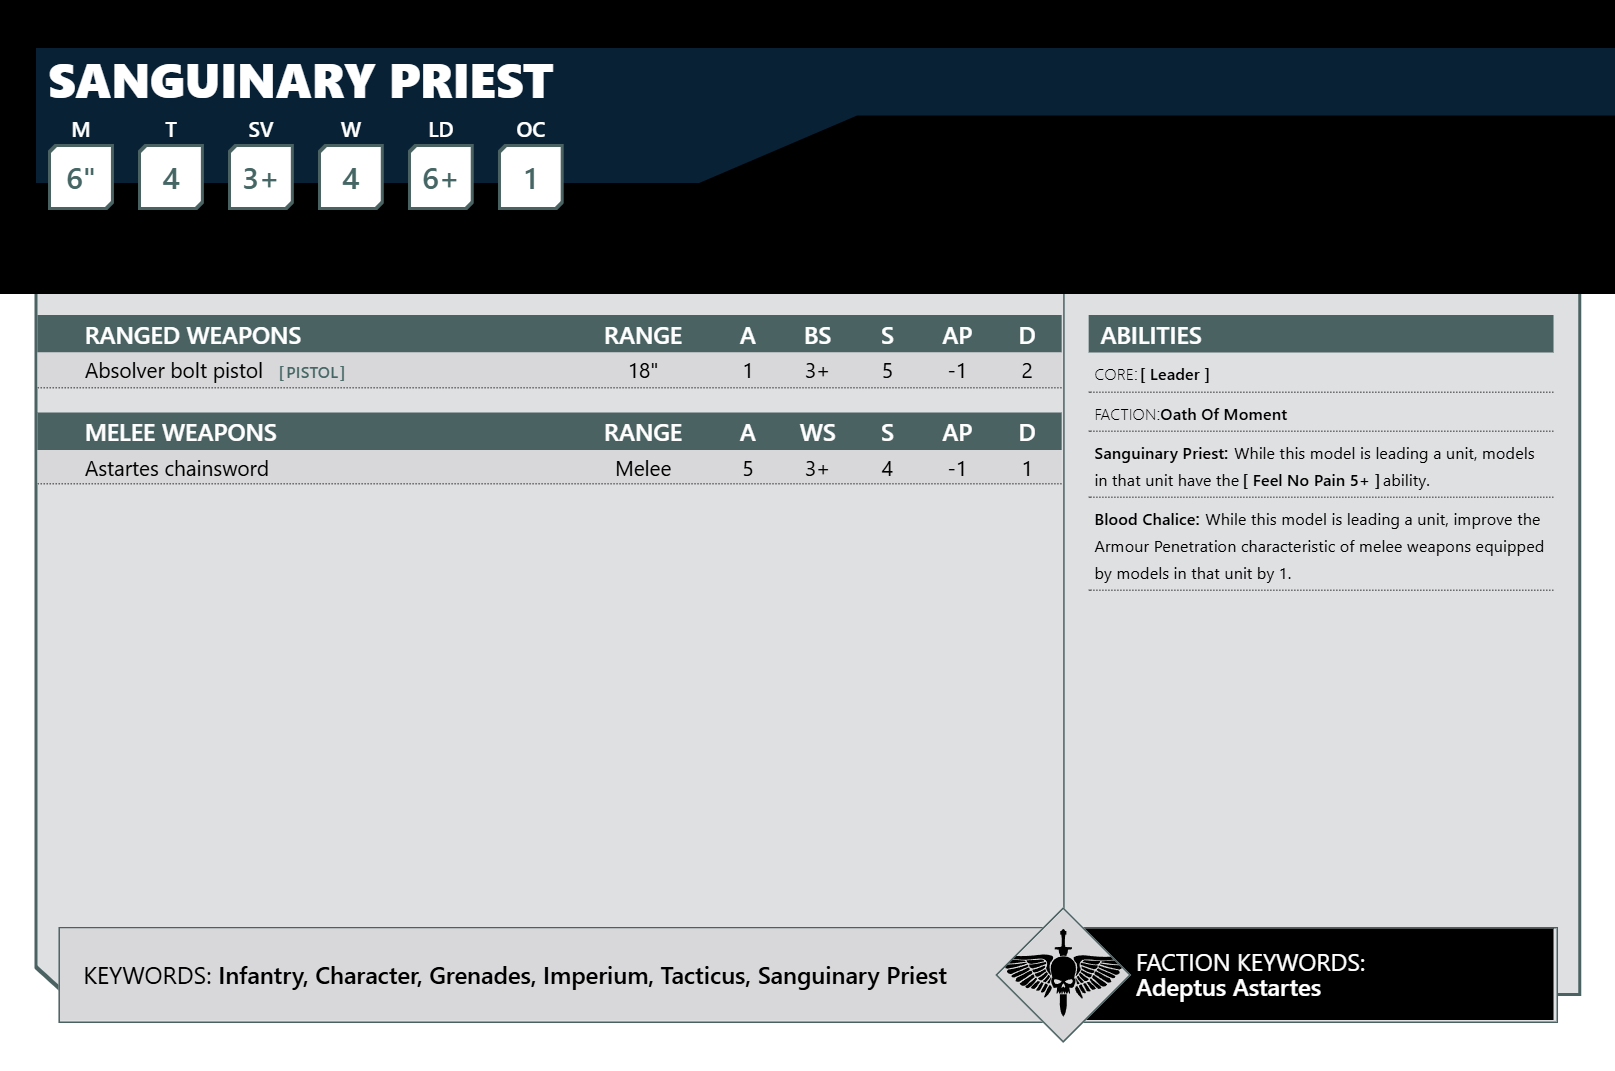 SANGUINARY PRIEST
M T SV W LD OC
6" 4 3+ 4 6+ 1
RANGED WEAPONS RANGE A BS S AP D
Absolver bolt pistol [PISTOL] 18" 1 3+ 5 -1 2
MELEE WEAPONS RANGE A WS S AP D
Astartes chainsword Melee 5 3+ 4 -1 1
ABILITIES
CORE: [ Leader ]
FACTION:Oath Of Moment
Sanguinary Priest: While this model is leading a unit, models
in that unit have the [ Feel No Pain 5+ ] ability.
Blood Chalice: While this model is leading a unit, improve the
Armour Penetration characteristic of melee weapons equipped
by models in that unit by 1.
KEYWORDS: Infantry, Character, Grenades, Imperium, Tacticus, Sanguinary Priest
FACTION KEYWORDS:
Adeptus Astartes